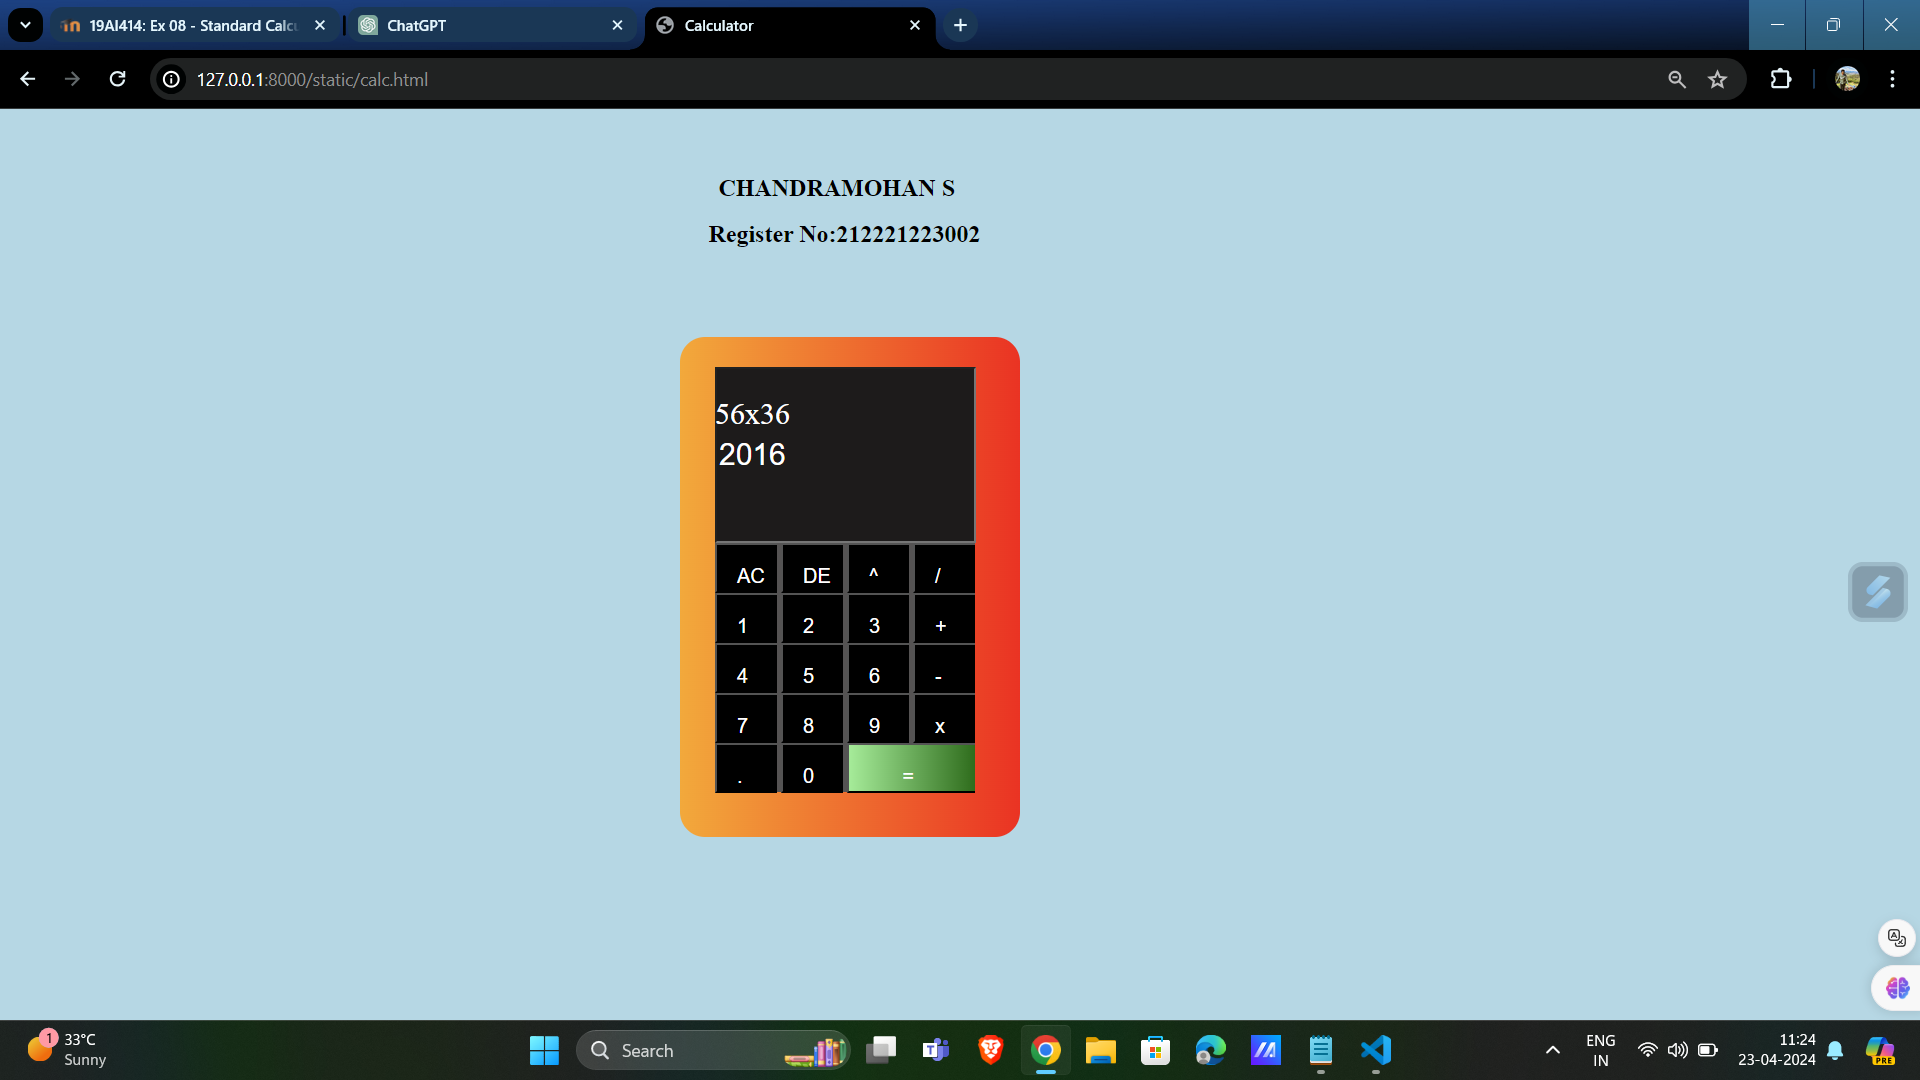 19AI414: Ex 08 - Standard Calc
ChatGPT
Calculator
127.0.0.1:8000/static/calc.html
CHANDRAMOHAN S
Register No:212221223002
56x36
2016
AC DE ^ /
1 2 3 +
4 5 6 -
7 8 9 x
. 0 =
1
33°C
Sunny
Search
ENG
IN
11:24
23-04-2024
PRE